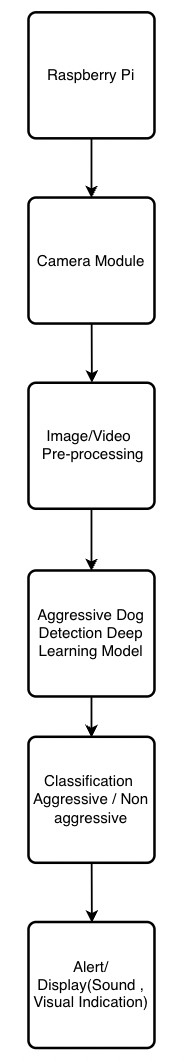 Raspberry Pi
Camera Module
Image/Video
Pre-processing
Aggressive Dog
Detection Deep
Learning Model
Classification
Aggressive / Non
aggressive
Alert/
Display(Sound ,
Visual Indication)